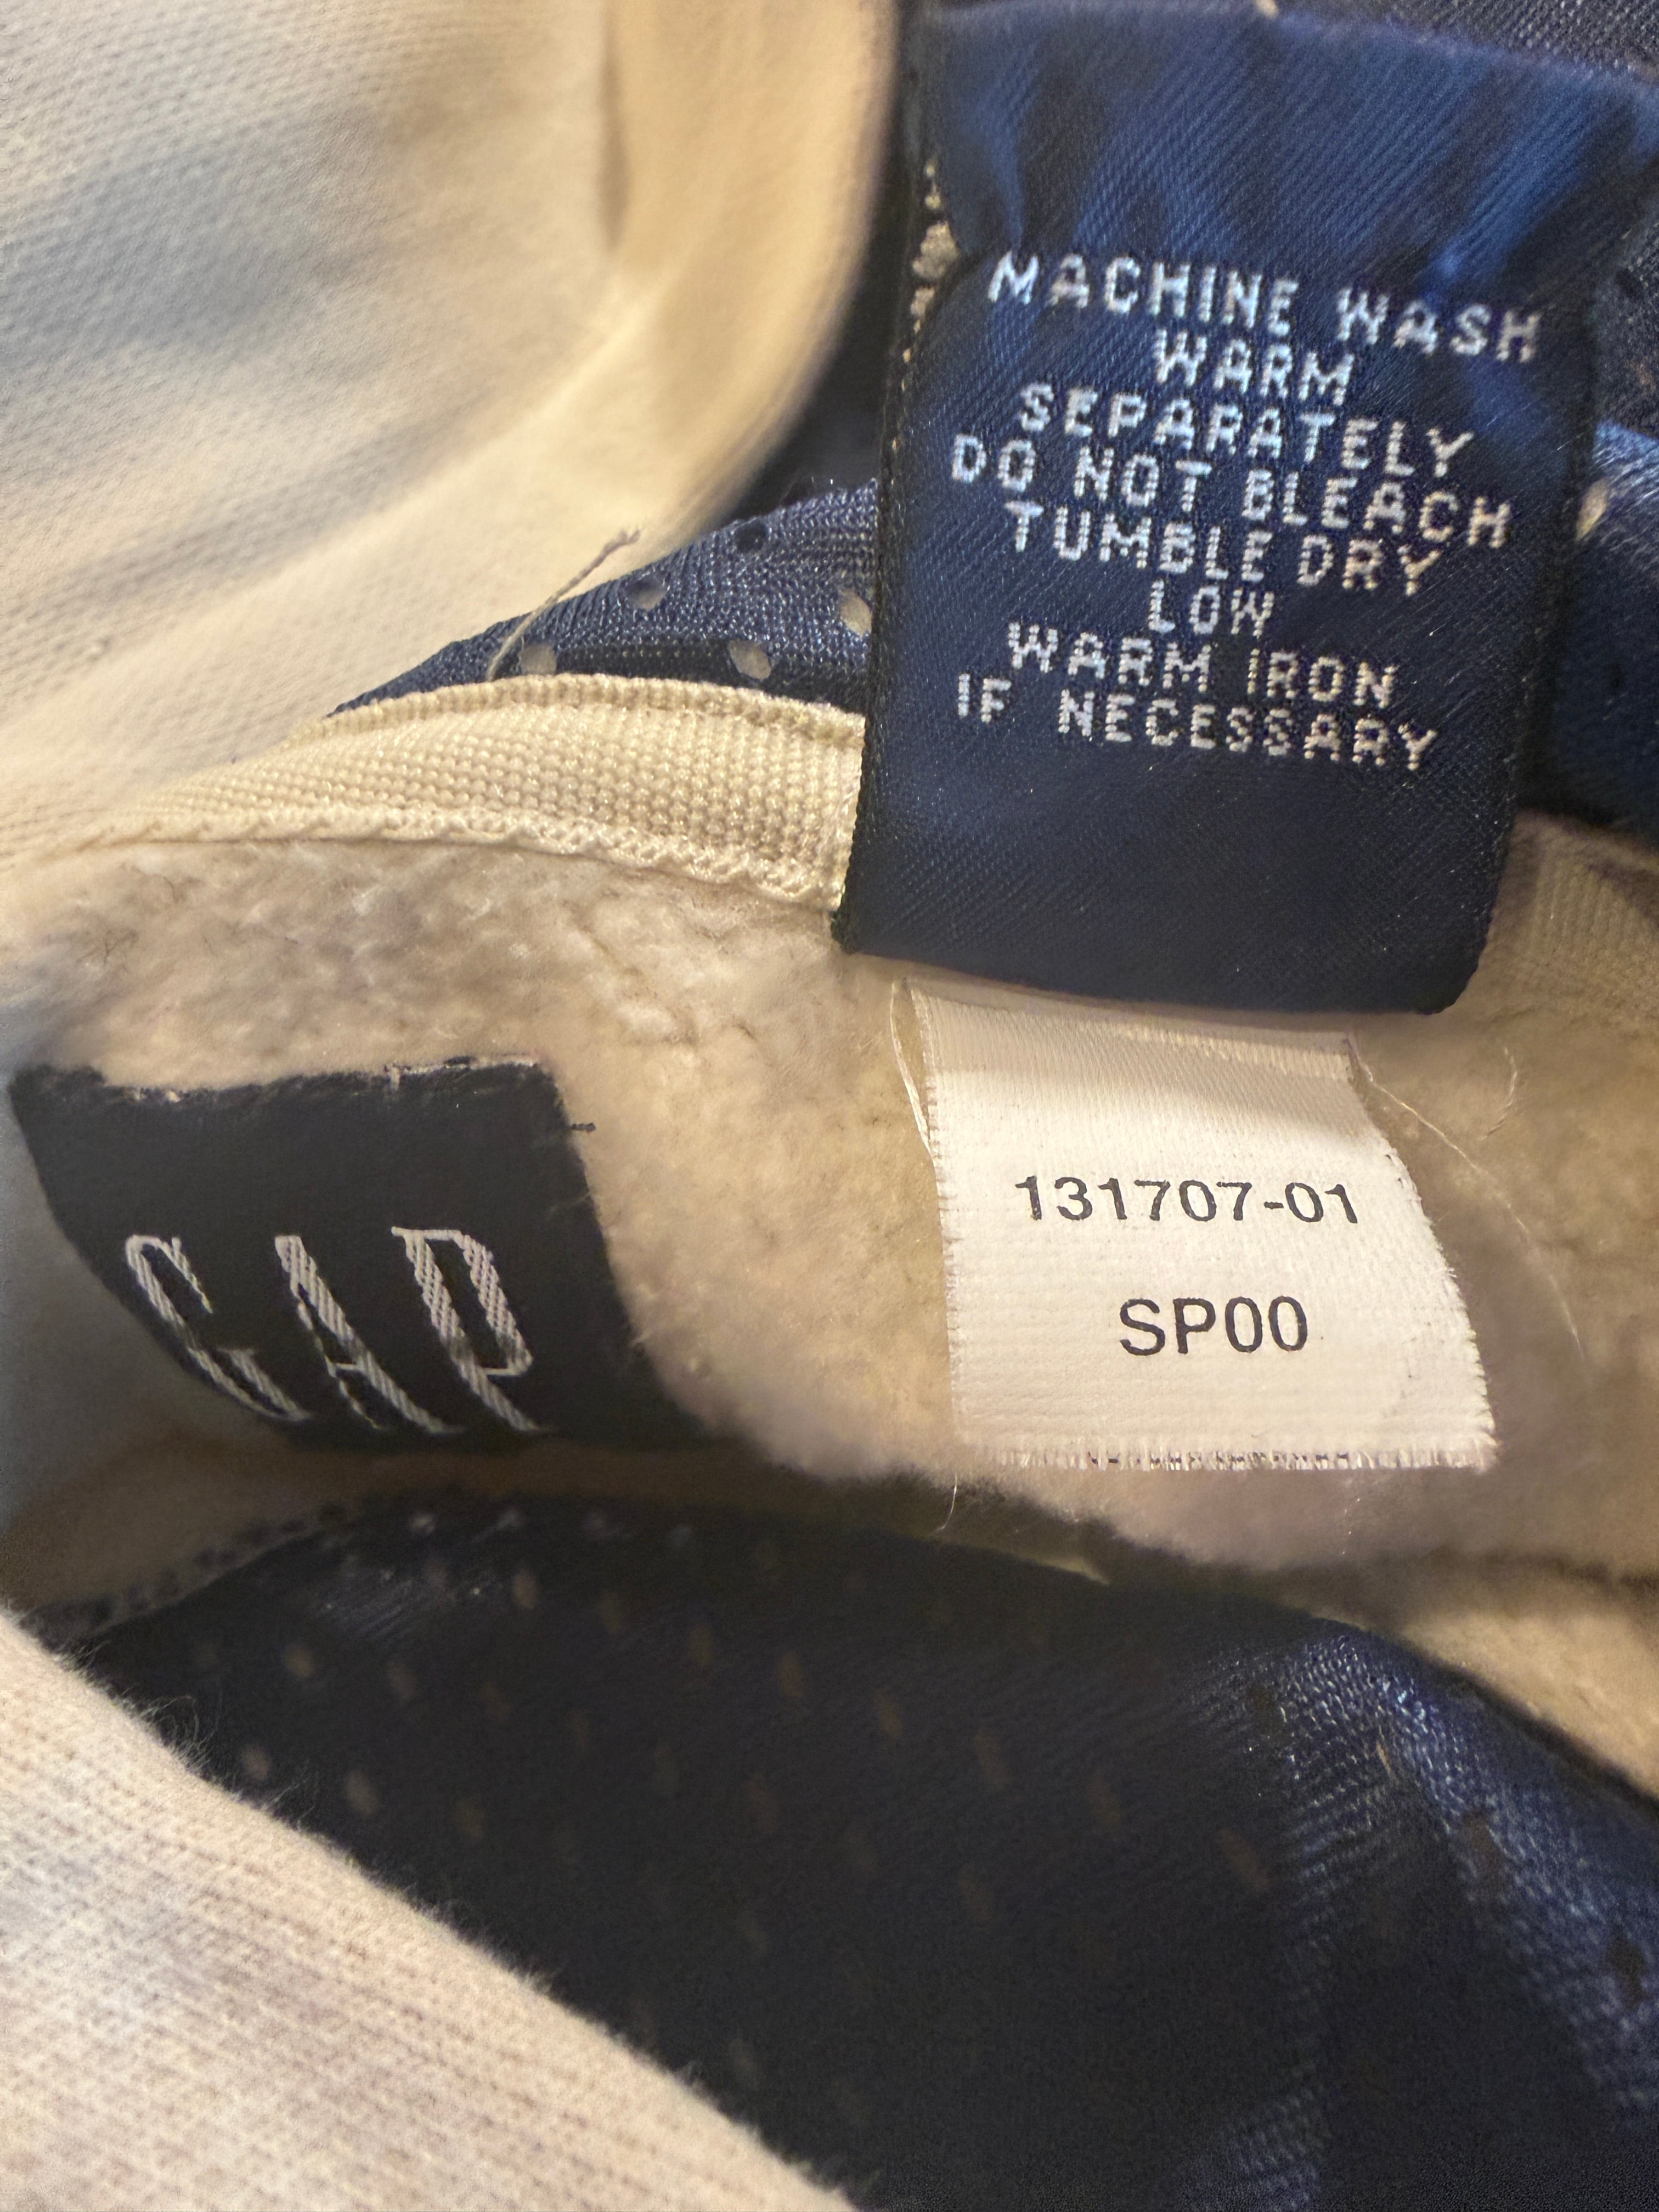 MACHINE WASH
WARM
SEPARATELY
DO NOT BLEACH
TUMBLE DRY
LOW
WARM IRON
IF NECESSARY
GAP
131707-01
SP00